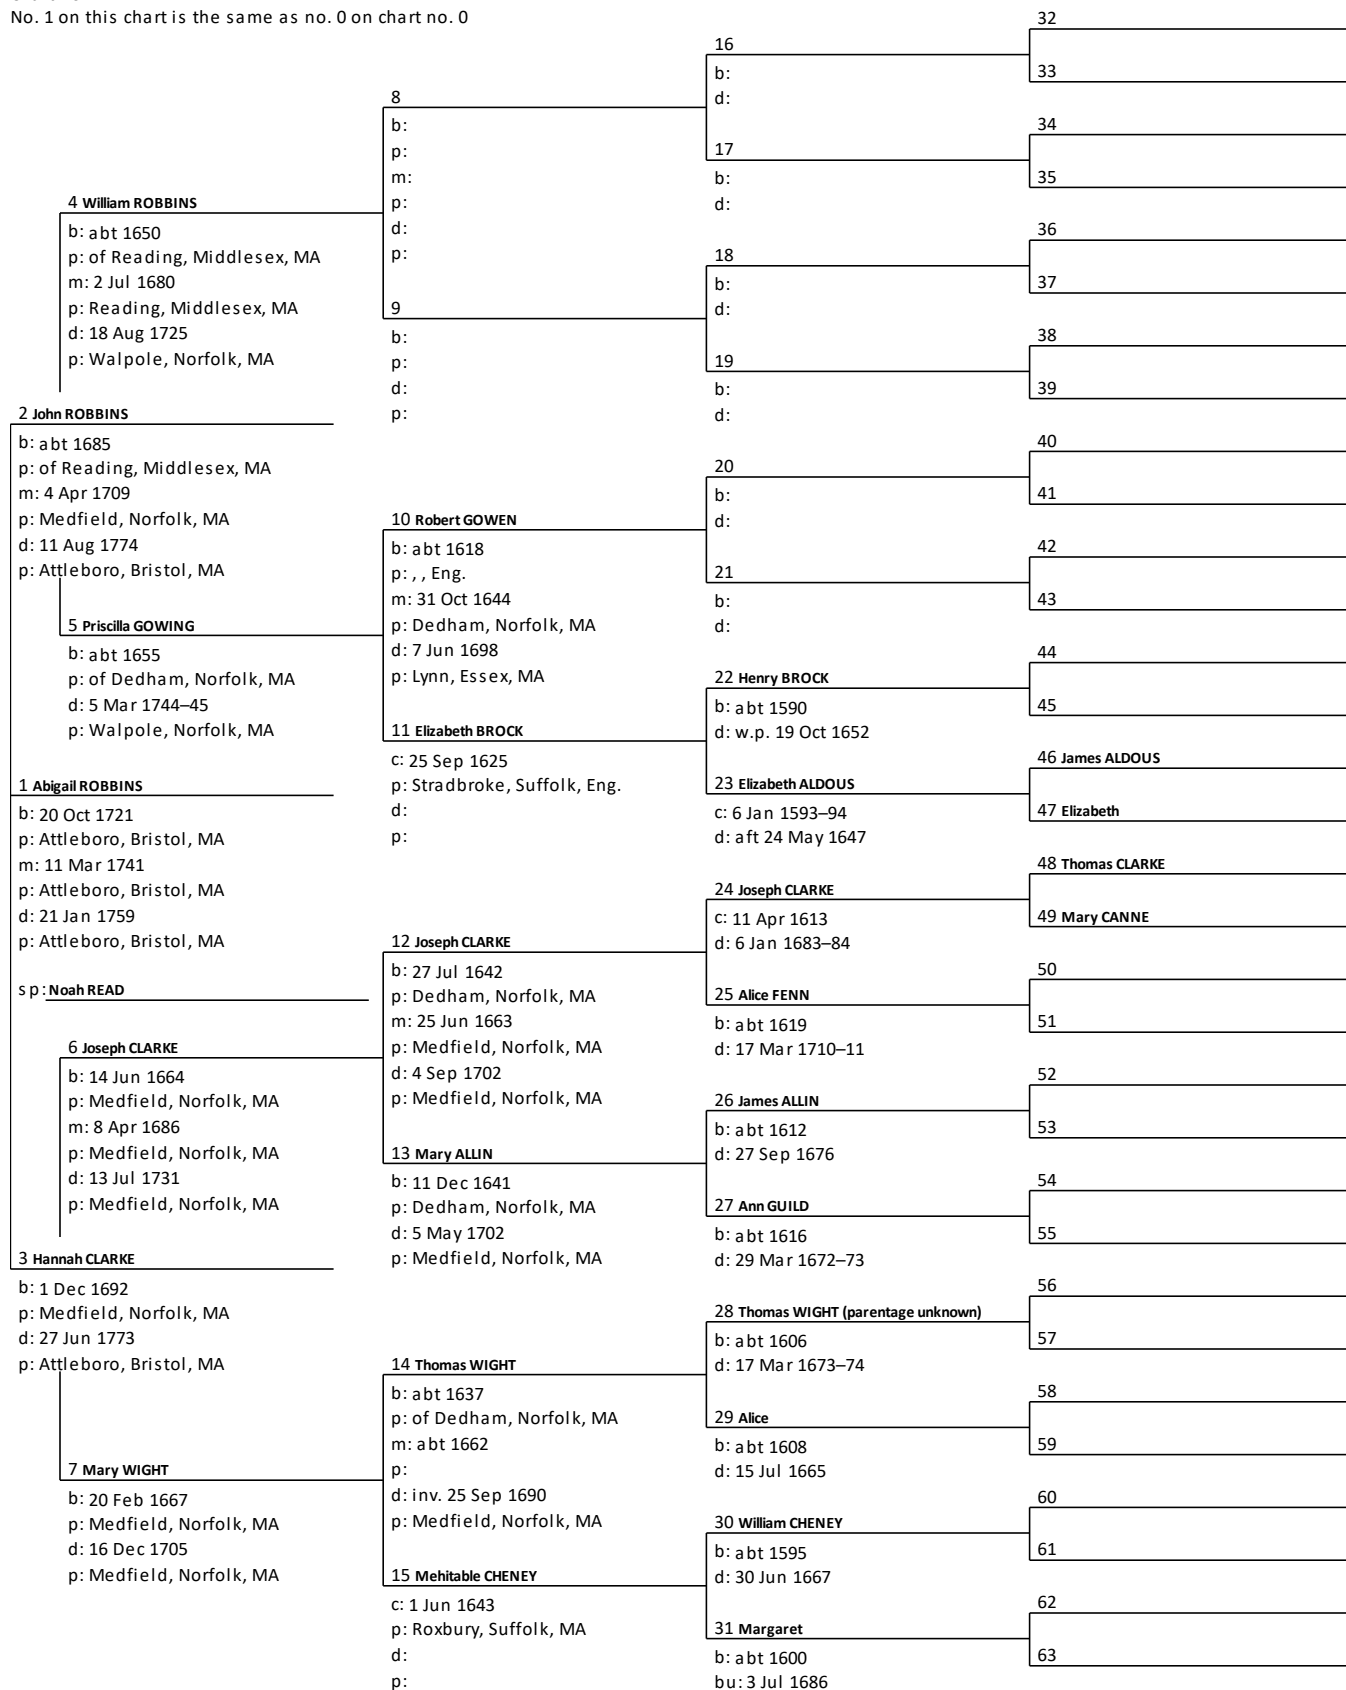 No. 1 on this chart is the same as no. 0 on chart no. 0
4 William ROBBINS
b: abt 1650
p: of Reading, Middlesex, MA
m: 2 Jul 1680
p: Reading, Middlesex, MA
d: 18 Aug 1725
p: Walpole, Norfolk, MA
2 John ROBBINS
b: abt 1685
p: of Reading, Middlesex, MA
m: 4 Apr 1709
p: Medfield, Norfolk, MA
d: 11 Aug 1774
p: Attleboro, Bristol, MA
5 Priscilla GOWING
b: abt 1655
p: of Dedham, Norfolk, MA
d: 5 Mar 1744–45
p: Walpole, Norfolk, MA
1 Abigail ROBBINS
b: 20 Oct 1721
p: Attleboro, Bristol, MA
m: 11 Mar 1741
p: Attleboro, Bristol, MA
d: 21 Jan 1759
p: Attleboro, Bristol, MA
sp: Noah READ
6 Joseph CLARKE
b: 14 Jun 1664
p: Medfield, Norfolk, MA
m: 8 Apr 1686
p: Medfield, Norfolk, MA
d: 13 Jul 1731
p: Medfield, Norfolk, MA
3 Hannah CLARKE
b: 1 Dec 1692
p: Medfield, Norfolk, MA
d: 27 Jun 1773
p: Attleboro, Bristol, MA
7 Mary WIGHT
b: 20 Feb 1667
p: Medfield, Norfolk, MA
d: 16 Dec 1705
p: Medfield, Norfolk, MA
8
b:
p:
m:
p:
d:
p:
9
b:
p:
d:
p:
10 Robert GOWEN
b: abt 1618
p: , , Eng.
m: 31 Oct 1644
p: Dedham, Norfolk, MA
d: 7 Jun 1698
p: Lynn, Essex, MA
11 Elizabeth BROCK
c: 25 Sep 1625
p: Stradbroke, Suffolk, Eng.
d:
p:
12 Joseph CLARKE
b: 27 Jul 1642
p: Dedham, Norfolk, MA
m: 25 Jun 1663
p: Medfield, Norfolk, MA
d: 4 Sep 1702
p: Medfield, Norfolk, MA
13 Mary ALLIN
b: 11 Dec 1641
p: Dedham, Norfolk, MA
d: 5 May 1702
p: Medfield, Norfolk, MA
14 Thomas WIGHT
b: abt 1637
p: of Dedham, Norfolk, MA
m: abt 1662
p:
d: inv. 25 Sep 1690
p: Medfield, Norfolk, MA
15 Mehitable CHENEY
c: 1 Jun 1643
p: Roxbury, Suffolk, MA
d:
p:
16
b:
d:
17
b:
d:
18
b:
d:
19
b:
d:
20
b:
d:
21
b:
d:
22 Henry BROCK
b: abt 1590
d: w.p. 19 Oct 1652
23 Elizabeth ALDOUS
c: 6 Jan 1593–94
d: aft 24 May 1647
24 Joseph CLARKE
c: 11 Apr 1613
d: 6 Jan 1683–84
25 Alice FENN
b: abt 1619
d: 17 Mar 1710–11
26 James ALLIN
b: abt 1612
d: 27 Sep 1676
27 Ann GUILD
b: abt 1616
d: 29 Mar 1672–73
28 Thomas WIGHT (parentage unknown)
b: abt 1606
d: 17 Mar 1673–74
29 Alice
b: abt 1608
d: 15 Jul 1665
30 William CHENEY
b: abt 1595
d: 30 Jun 1667
31 Margaret
b: abt 1600
bu: 3 Jul 1686
32
33
34
35
36
37
38
39
40
41
42
43
44
45
46 James ALDOUS
47 Elizabeth
48 Thomas CLARKE
49 Mary CANNE
50
51
52
53
54
55
56
57
58
59
60
61
62
63